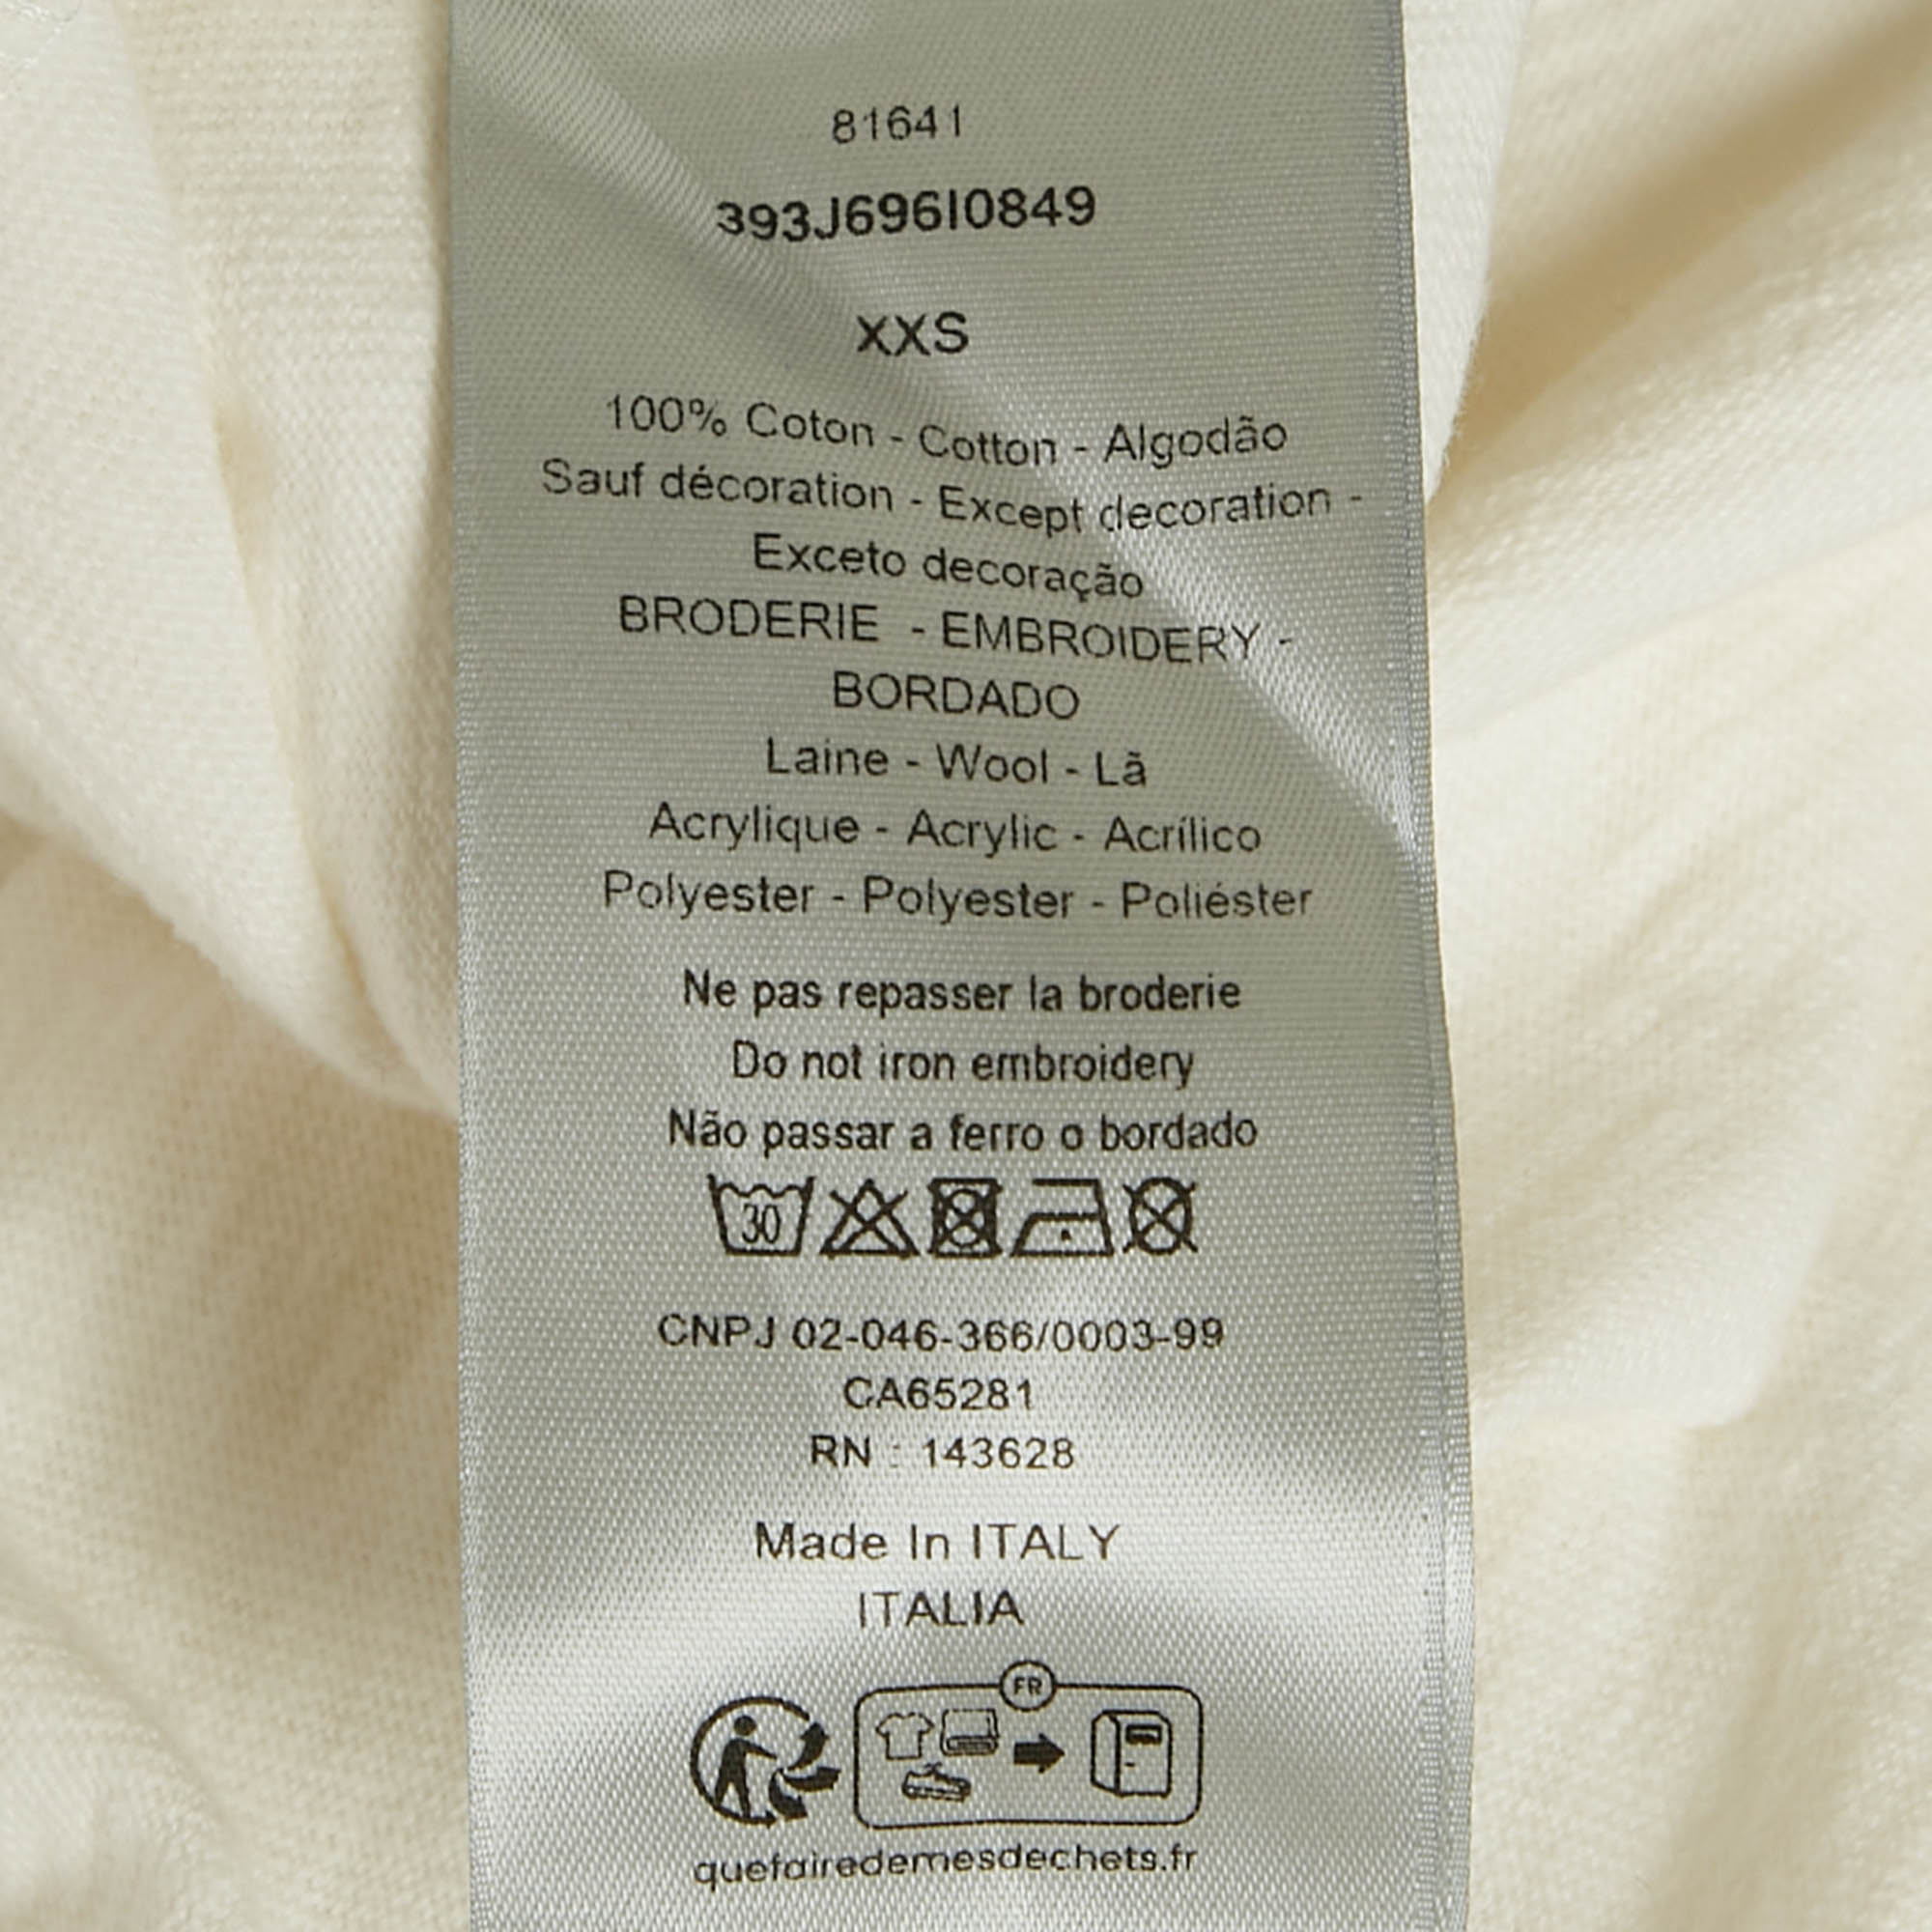 81641
393J696I0849
XXS
100% Coton - Cotton - Algodão
Sauf décoration - Except decoration -
Exceto decoração
BRODERIE - EMBROIDERY -
BORDADO
Laine - Wool - Lã
Acrylique - Acrylic - Acrílico
Polyester - Polyester - Poliéster
Ne pas repasser la broderie
Do not iron embroidery
Não passar a ferro o bordado
30
CNPJ 02-046-366/0003-99
CA65281
RN : 143628
Made In ITALY
ITALIA
FR
quefairedemesdechets.fr